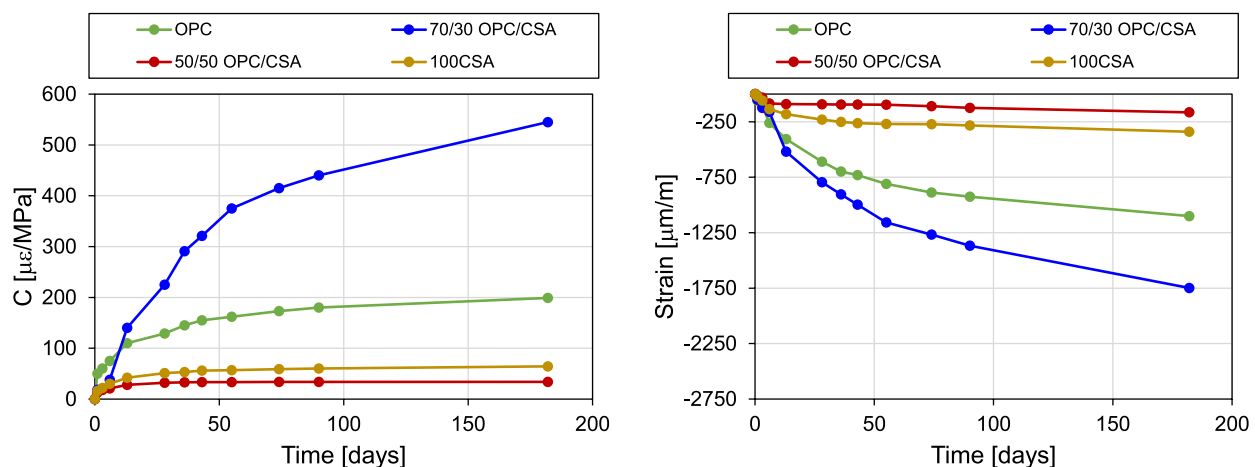 OPC
70/30 OPC/CSA
50/50 OPC/CSA
100CSA
600
500
400
300
200
100
0
0
50
100
150
200
C [με/MPa]
Time [days]
OPC
70/30 OPC/CSA
50/50 OPC/CSA
100CSA
-250
-750
-1250
-1750
-2250
-2750
0
50
100
150
200
Strain [μm/m]
Time [days]